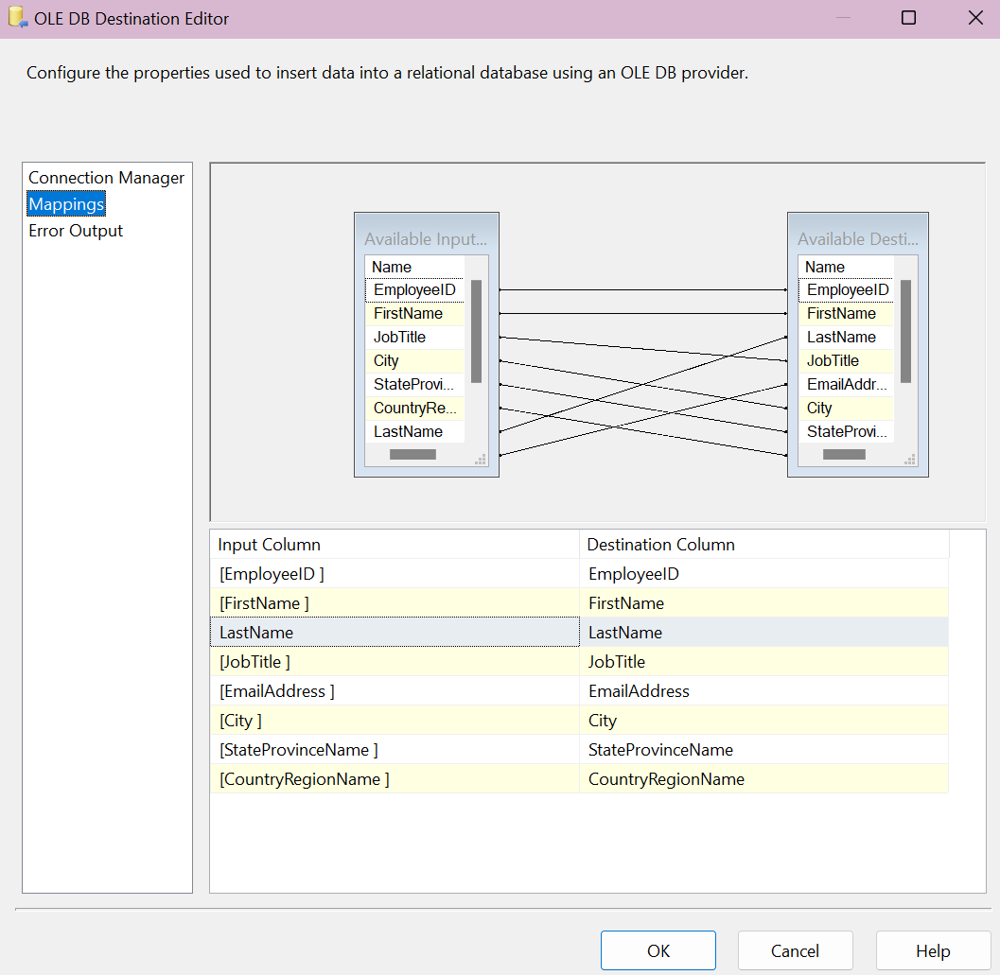 OLE DB Destination Editor
Configure the properties used to insert data into a relational database using an OLE DB provider.
Connection Manager
Mappings
Error Output
Available Input...
Name
EmployeeID
FirstName
JobTitle
City
StateProvi...
CountryRe...
LastName
Available Desti...
Name
EmployeeID
FirstName
LastName
JobTitle
EmailAddr...
City
StateProvi...
Input Column Destination Column
[EmployeeID ] EmployeeID
[FirstName ] FirstName
LastName LastName
[JobTitle ] JobTitle
[EmailAddress ] EmailAddress
[City ] City
[StateProvinceName ] StateProvinceName
[CountryRegionName ] CountryRegionName
OK Cancel Help